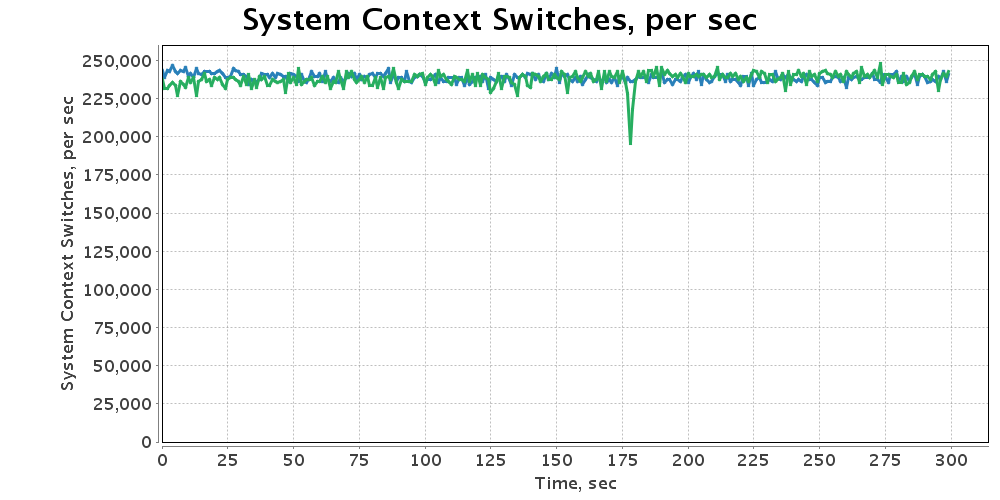 System Context Switches, per sec
System Context Switches, per sec
250,000
225,000
200,000
175,000
150,000
125,000
100,000
75,000
50,000
25,000
0
0 25 50 75 100 125 150 175 200 225 250 275 300
Time, sec